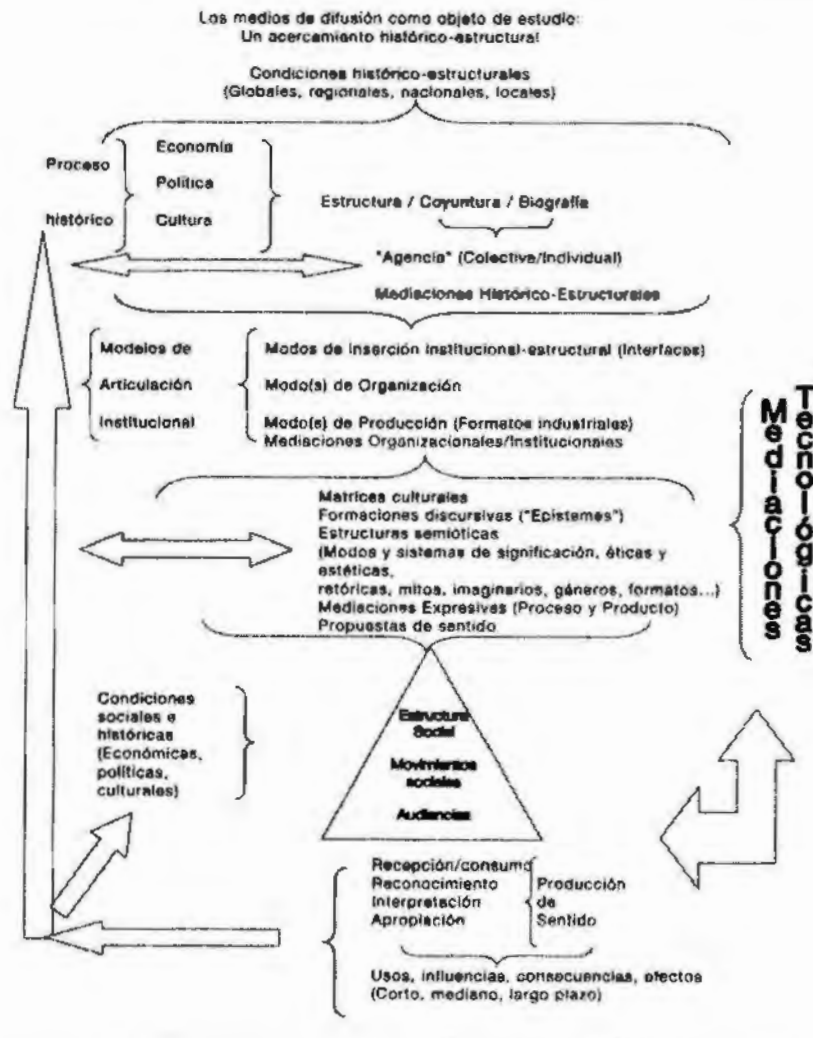 Los medios de difusión como objeto de estudio:
Un acercamiento histórico-estructural
Condiciones histórico-estructurales
(Globales, regionales, nacionales, locales)
Proceso
histórico
Economía
Política
Cultura
Estructura / Coyuntura / Biografía
"Agencia" (Colectiva/Individual)
Mediaciones Histórico-Estructurales
Modelos de
Articulación
Institucional
Modos de Inserción Institucional-estructural (Interfaces)
Modo(s) de Organización
Modo(s) de Producción (Formatos industriales)
Mediaciones Organizacionales/Institucionales
Mediaciones
Tecnológicas
Matrices culturales
Formaciones discursivas ("Epistemes")
Estructuras semióticas
(Modos y sistemas de significación, éticas y
estéticas,
retóricas, mitos, imaginarios, géneros, formatos...)
Mediaciones Expresivas (Proceso y Producto)
Propuestas de sentido
Condiciones
sociales e
históricas
(Económicas,
políticas,
culturales)
Estructura
Social
Movimientos
sociales
Audiencias
Recepción/consumo
Reconocimiento
Interpretación
Apropiación
Producción
de
Sentido
Usos, influencias, consecuencias, efectos
(Corto, mediano, largo plazo)